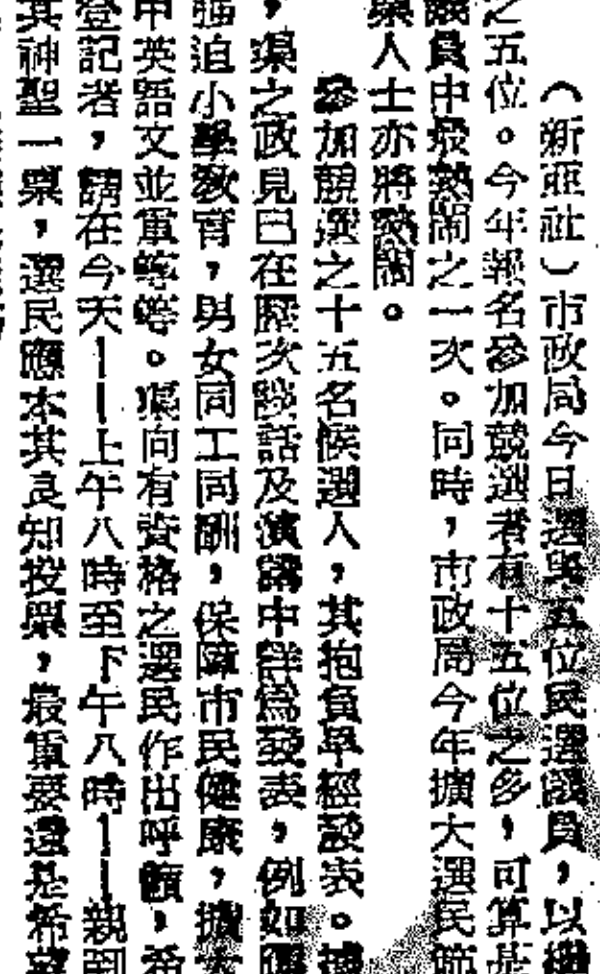 （新亞社）市政局今日選舉五位民選議員，以繼
之五位。今年報名參加競選者有十五位之多，可算是
議員中最熱鬧之一次。同時，市政局今年擴大選民範
人士亦將熱鬧。
參加競選之十五名候選人，其抱負早經發表。據
，之政見已在歷次談話及演講中詳爲發表，例如
強迫小學教育，男女同工同酬，保障市民健康，擴大
中英語文並重等等。向有資格之選民作出呼籲，希
登記者，請在今天——上午八時至下午八時——親到
其神聖一票，選民應本其良知投票，最重要還是希望